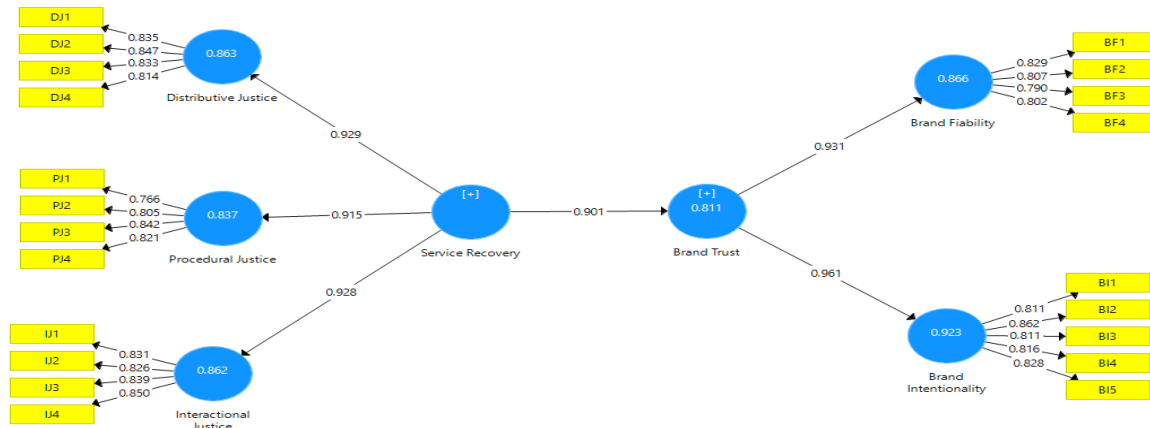 DJ1
DJ2
DJ3
DJ4
0.835
0.847
0.833
0.814
0.863
Distributive Justice
0.929
PJ1
PJ2
PJ3
PJ4
0.766
0.805
0.842
0.821
0.837
Procedural Justice
0.915
IJ1
IJ2
IJ3
IJ4
0.831
0.826
0.839
0.850
0.862
Interactional
Justice
0.928
[+]
Service Recovery
0.901
[+]
0.811
Brand Trust
0.931
0.866
Brand Fiability
0.829
0.807
0.790
0.802
BF1
BF2
BF3
BF4
0.961
0.923
Brand
Intentionality
0.811
0.862
0.811
0.816
0.828
BI1
BI2
BI3
BI4
BI5